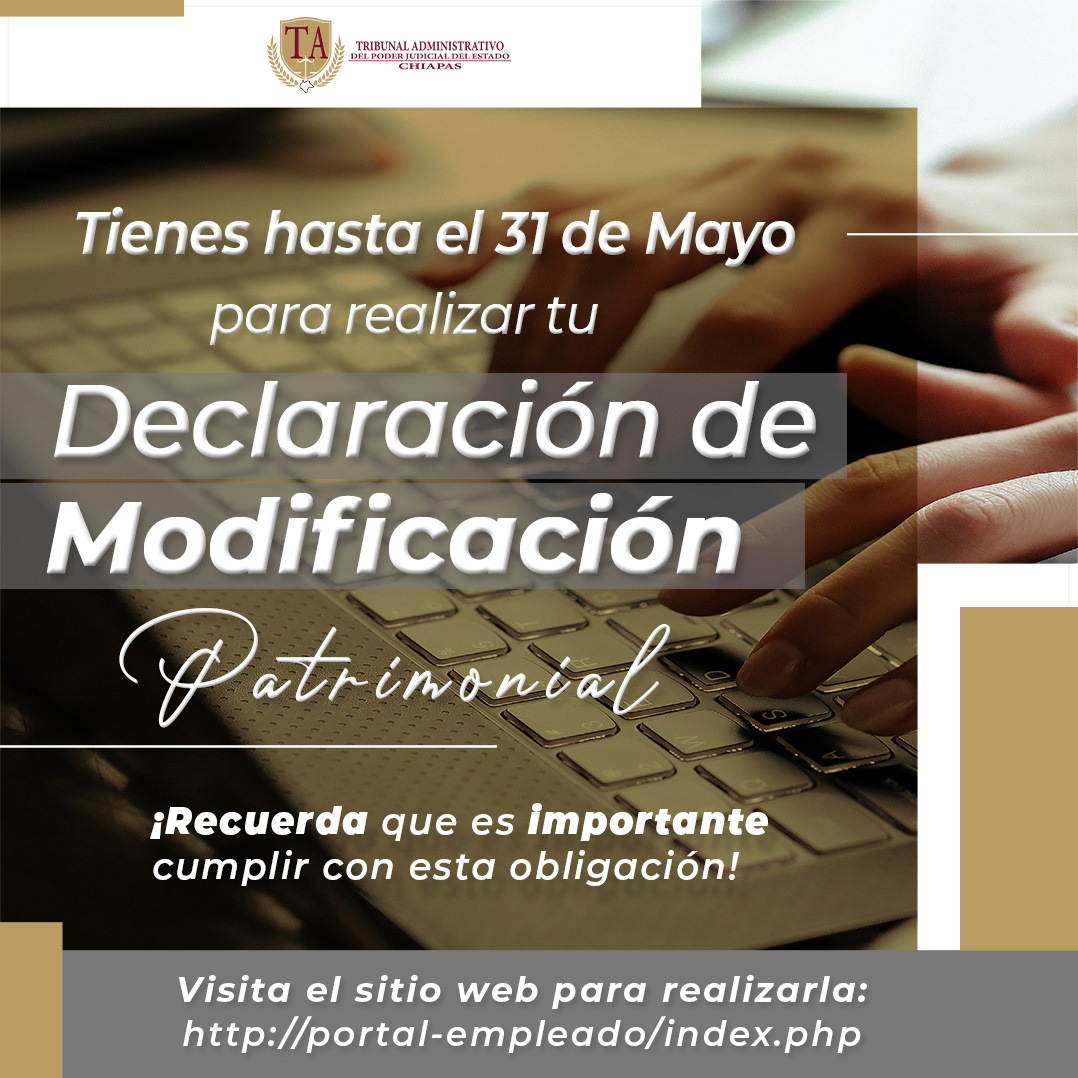 TA
TRIBUNAL ADMINISTRATIVO
DEL PODER JUDICIAL DEL ESTADO
CHIAPAS
Tienes hasta el 31 de Mayo
para realizar tu
Declaración de
Modificación
Patrimonial
¡Recuerda que es importante
cumplir con esta obligación!
Visita el sitio web para realizarla:
http://portal-empleado/index.php